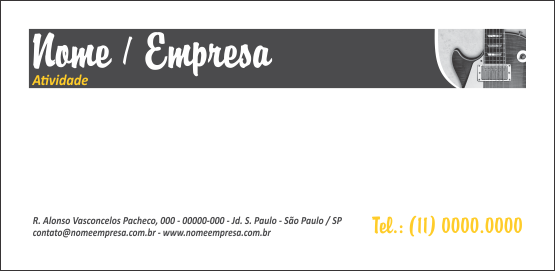 Nome / Empresa
Atividade
R. Alonso Vasconcelos Pacheco, 000 - 00000-000 - Jd. S. Paulo - São Paulo / SP
contato@nomeempresa.com.br - www.nomeempresa.com.br
Tel.: (11) 0000.0000